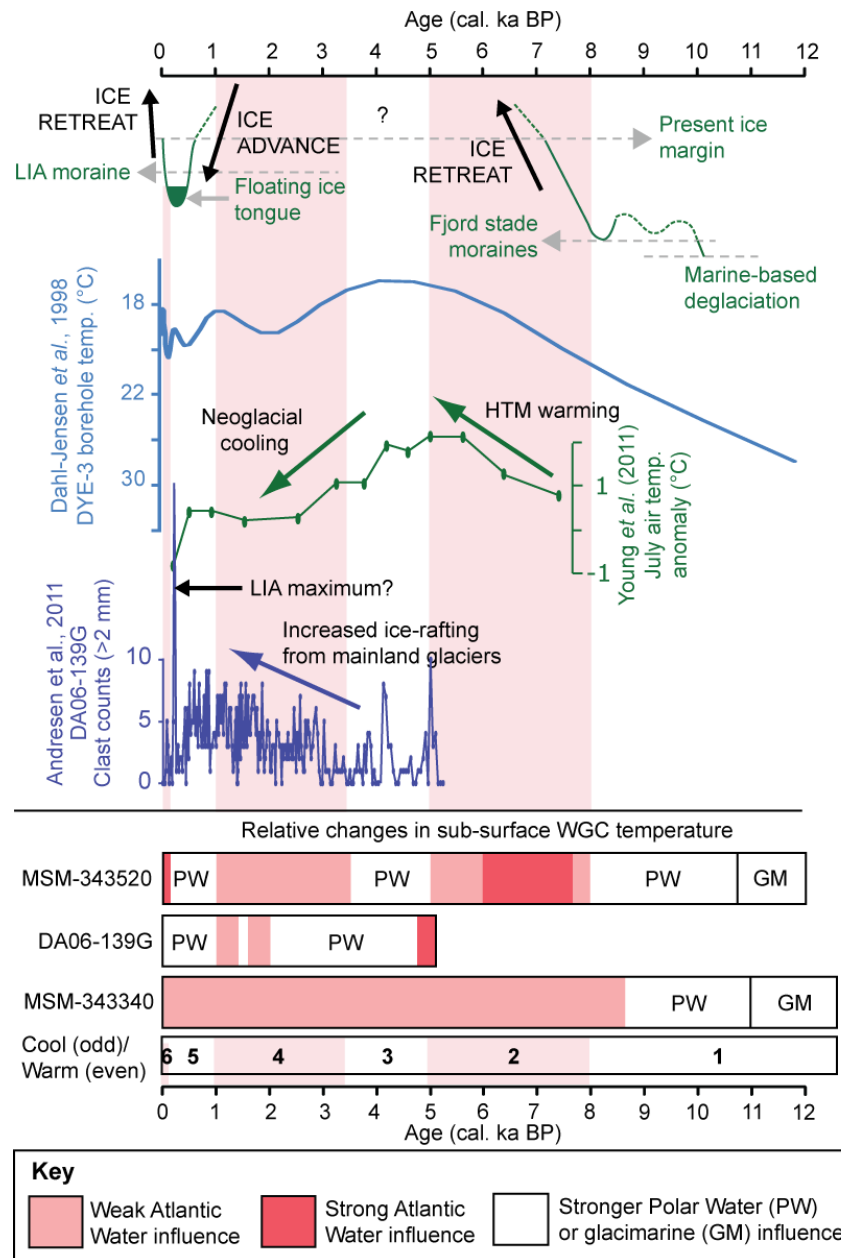 Age (cal. ka BP)
0 1 2 3 4 5 6 7 8 9 10 11 12
ICE
RETREAT
ICE
ADVANCE
?
ICE
RETREAT
Present ice
margin
LIA moraine
Floating ice
tongue
Fjord stade
moraines
Marine-based
deglaciation
Dahl-Jensen et al., 1998
DYE-3 borehole temp. (°C)
18
22
30
Neoglacial
cooling
HTM warming
1
-1
Young et al. (2011)
July air temp.
anomaly (°C)
LIA maximum?
Increased ice-rafting
from mainland glaciers
Andresen et al., 2011
DA06-139G
Clast counts (>2 mm)
10
5
0
Relative changes in sub-surface WGC temperature
MSM-343520 PW PW PW GM
DA06-139G PW PW
MSM-343340 PW GM
Cool (odd)/
Warm (even)
6 5 4 3 2 1
0 1 2 3 4 5 6 7 8 9 10 11 12
Age (cal. ka BP)
Key
Weak Atlantic
Water influence
Strong Atlantic
Water influence
Stronger Polar Water (PW)
or glacimarine (GM) influence